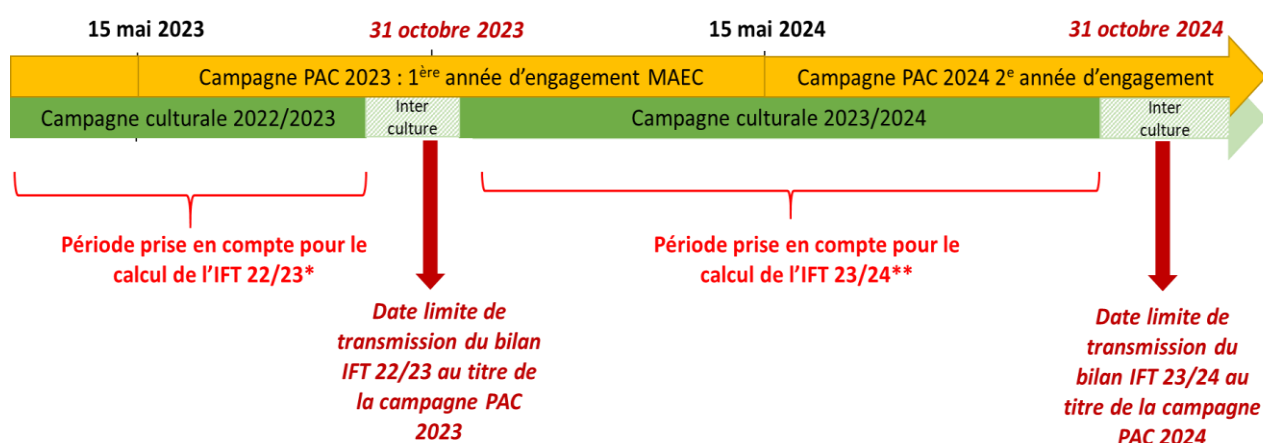 15 mai 2023
31 octobre 2023
15 mai 2024
31 octobre 2024
Campagne PAC 2023 : 1ère année d’engagement MAEC
Campagne PAC 2024 2e année d’engagement
Campagne culturale 2022/2023
Inter
culture
Campagne culturale 2023/2024
Inter
culture
Période prise en compte pour le
calcul de l’IFT 22/23*
Période prise en compte pour le
calcul de l’IFT 23/24**
Date limite de
transmission du bilan
IFT 22/23 au titre de
la campagne PAC
2023
Date limite de
transmission du
bilan IFT 23/24 au
titre de la campagne
PAC 2024